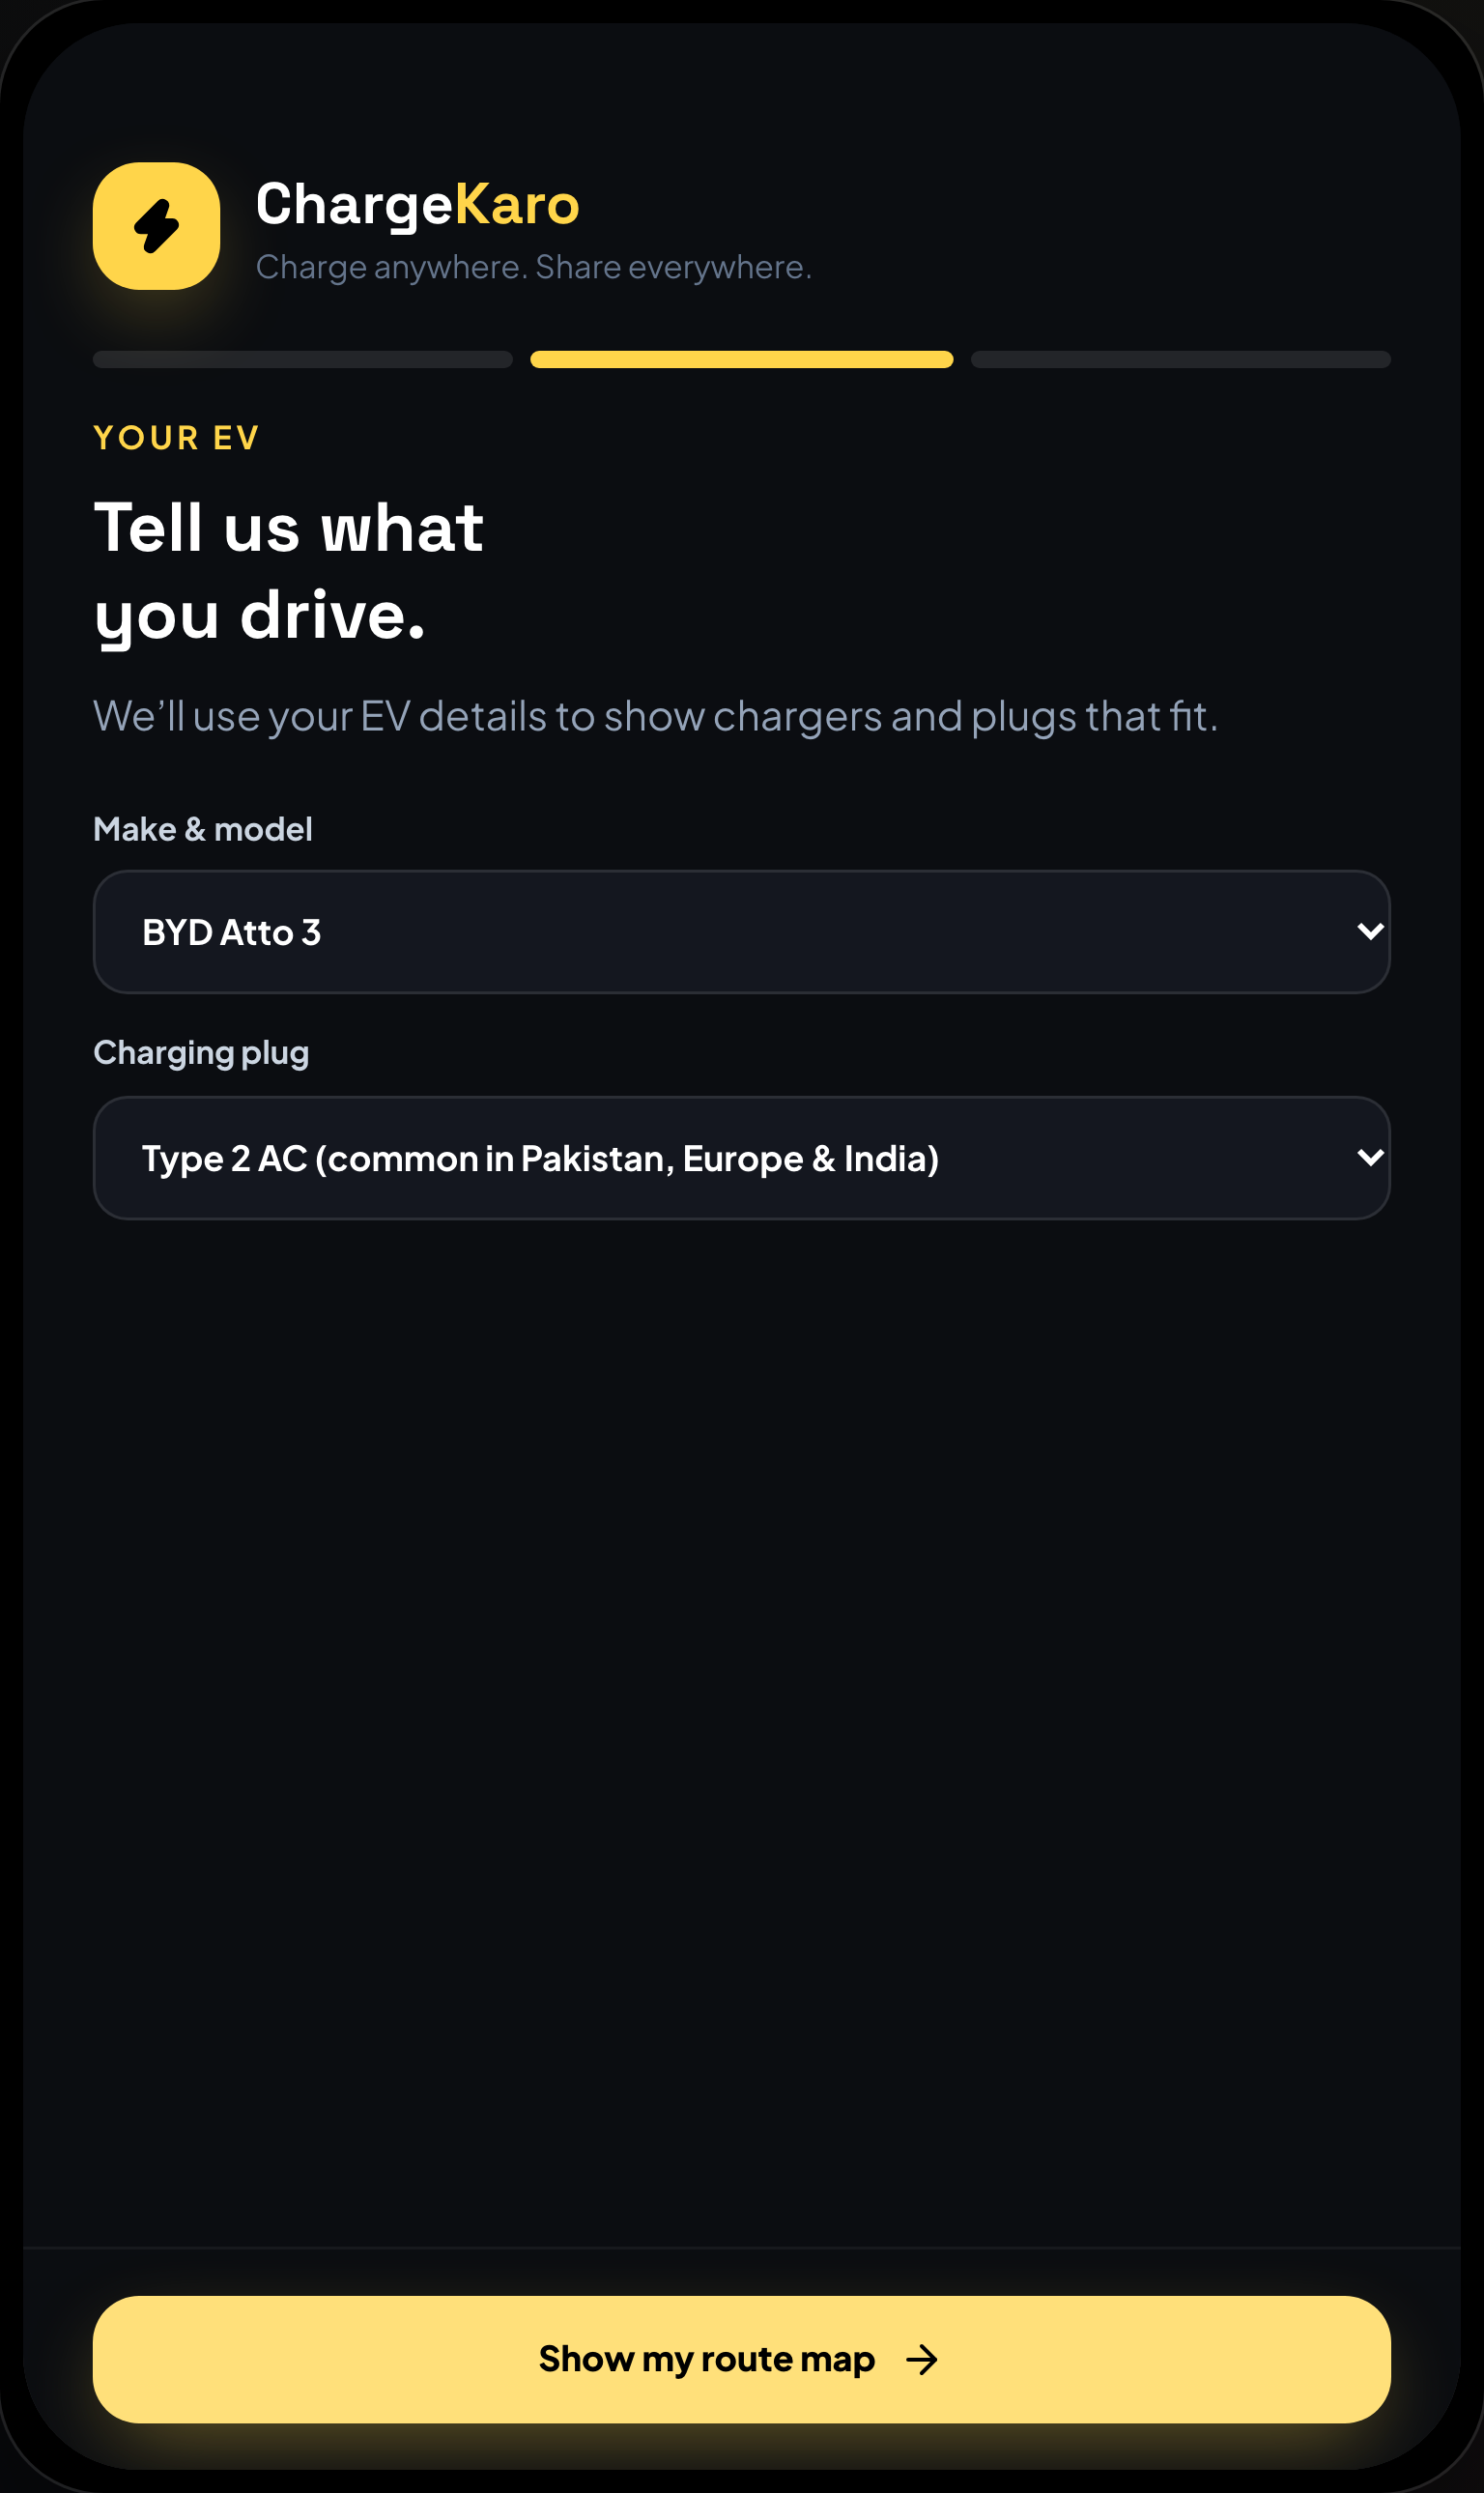 ChargeKaro
Charge anywhere. Share everywhere.
YOUR EV
Tell us what
you drive.
We’ll use your EV details to show chargers and plugs that fit.
Make & model
BYD Atto 3
Charging plug
Type 2 AC (common in Pakistan, Europe & India)
Show my route map